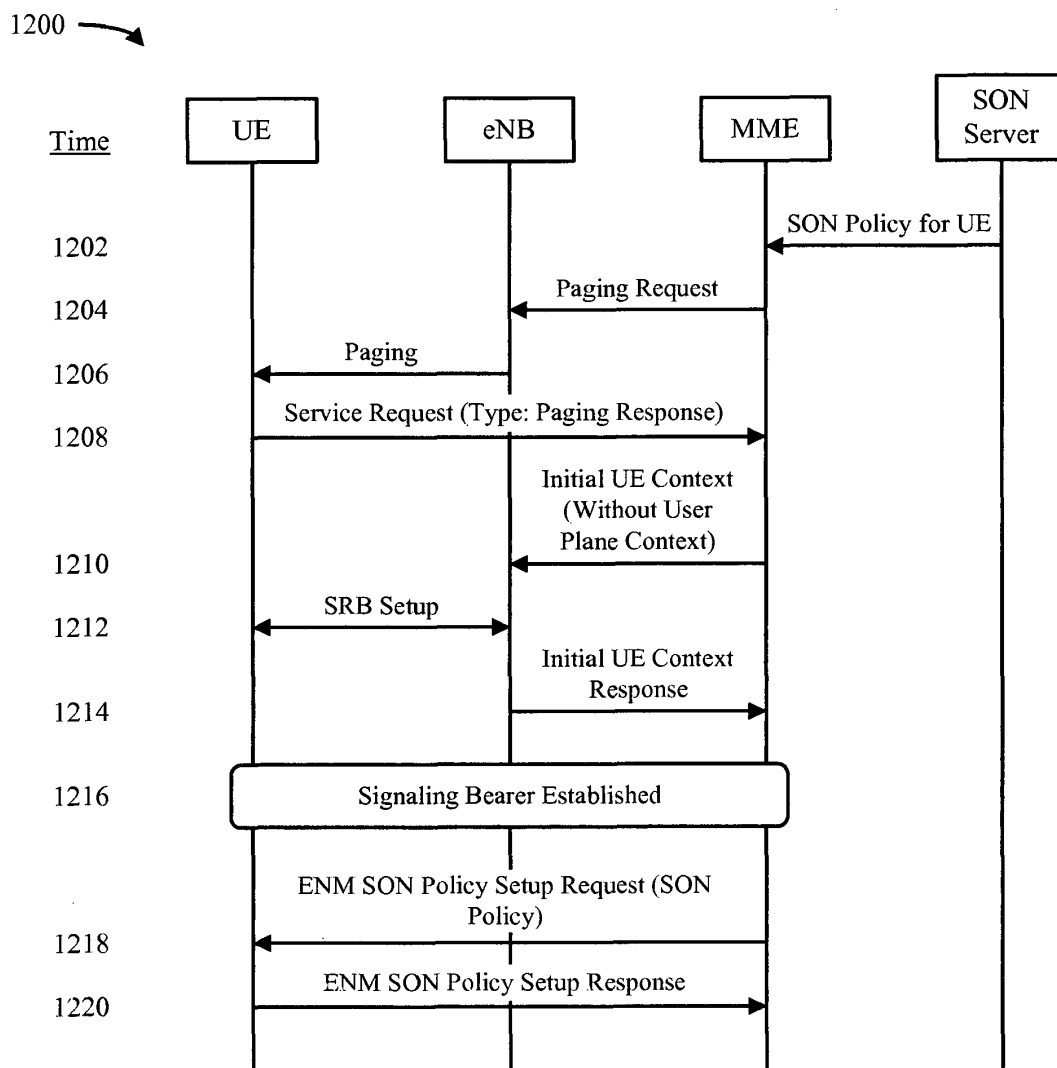 1200
Time
UE
eNB
MME
SON
Server
SON Policy for UE
1202
Paging Request
1204
Paging
1206
Service Request (Type: Paging Response)
1208
Initial UE Context
(Without User
Plane Context)
1210
SRB Setup
1212
Initial UE Context
Response
1214
1216
Signaling Bearer Established
ENM SON Policy Setup Request (SON
Policy)
1218
ENM SON Policy Setup Response
1220